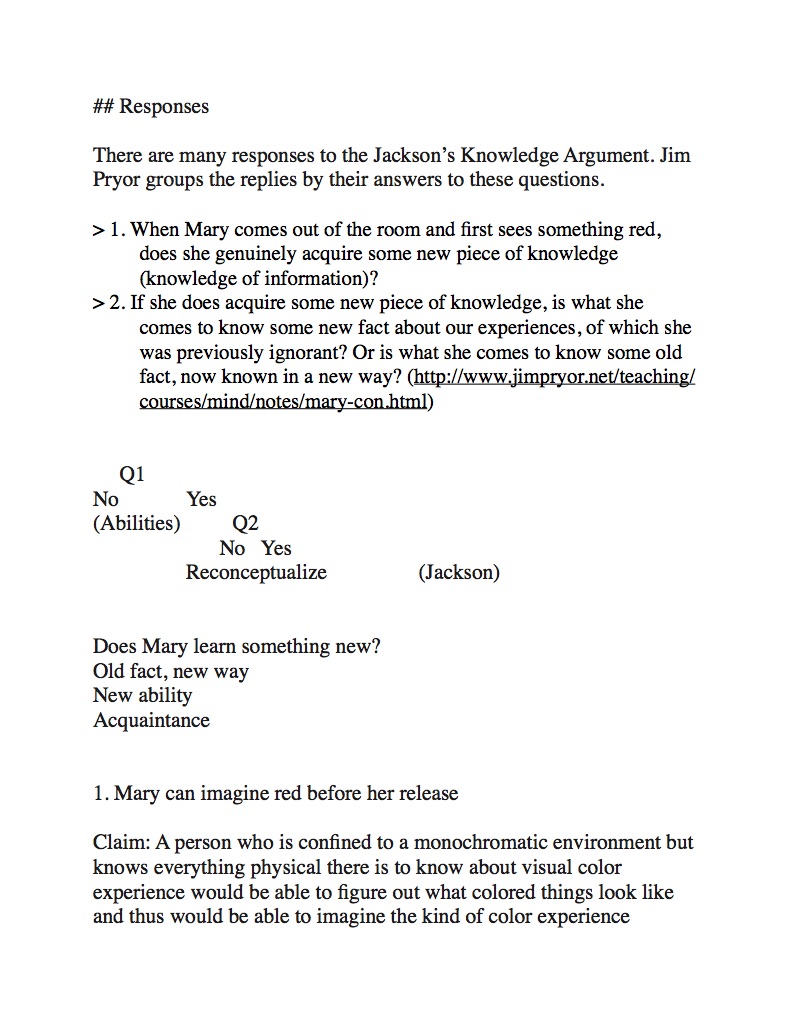 ## Responses
There are many responses to the Jackson’s Knowledge Argument. Jim
Pryor groups the replies by their answers to these questions.
> 1. When Mary comes out of the room and first sees something red,
does she genuinely acquire some new piece of knowledge
(knowledge of information)?
> 2. If she does acquire some new piece of knowledge, is what she
comes to know some new fact about our experiences, of which she
was previously ignorant? Or is what she comes to know some old
fact, now known in a new way? (http://www.jimpryor.net/teaching/
courses/mind/notes/mary-con.html)
Q1
No Yes
(Abilities) Q2
No Yes
Reconceptualize (Jackson)
Does Mary learn something new?
Old fact, new way
New ability
Acquaintance
1. Mary can imagine red before her release
Claim: A person who is confined to a monochromatic environment but
knows everything physical there is to know about visual color
experience would be able to figure out what colored things look like
and thus would be able to imagine the kind of color experience